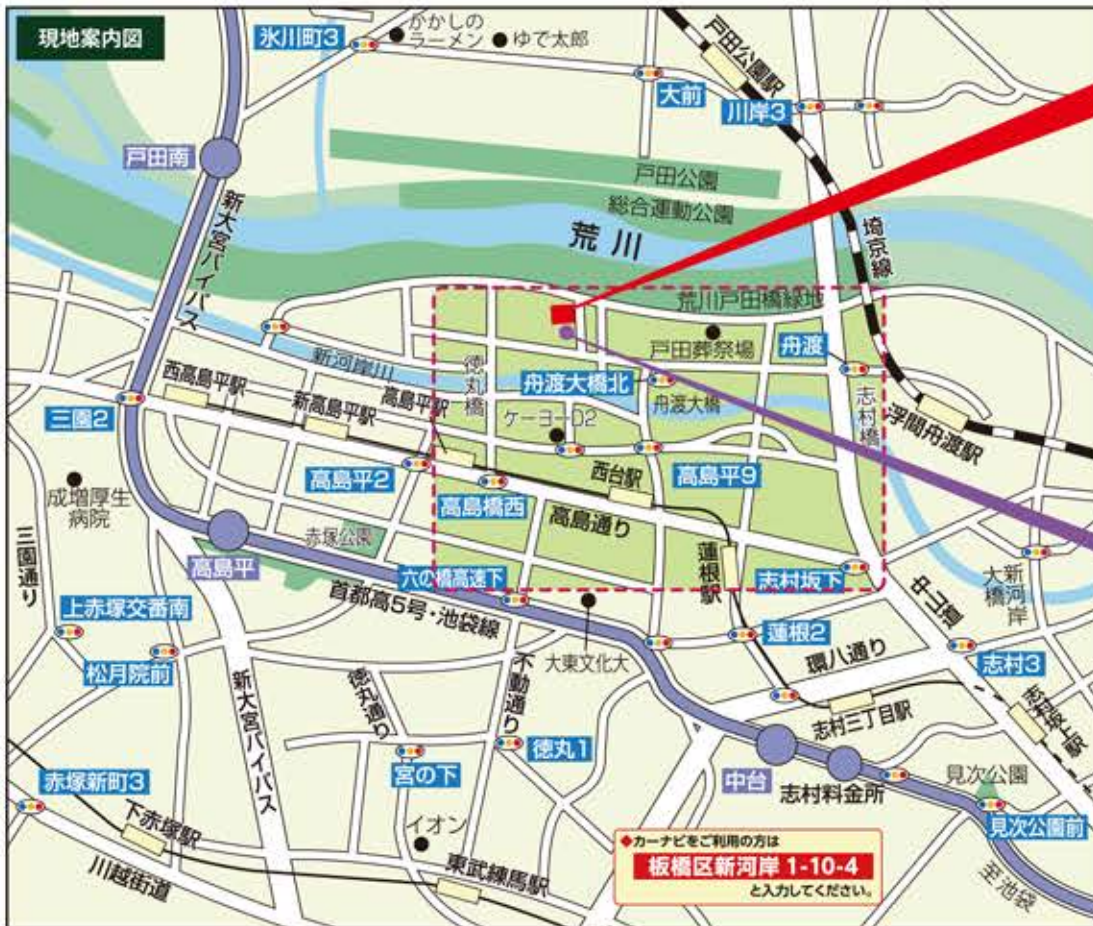 現地案内図
氷川町3
かかしの
ラーメン
ゆで太郎
戸田公園駅
大前
川岸3
戸田南
新大宮バイパス
戸田公園
総合運動公園
荒川
埼京線
荒川戸田橋緑地
戸田葬祭場
舟渡
新河岸川
徳丸橋
舟渡大橋北
舟渡大橋
志村橋
浮間舟渡駅
西高島平駅
新高島平駅
高島平駅
ケーヨーD2
三園2
高島平2
高島橋西
西台駅
高島平9
高島通り
成増厚生
病院
赤塚公園
蓮根駅
志村坂下
中山道
新河岸
大橋
三園通り
高島平
六の橋高速下
首都高5号・池袋線
上赤塚交番南
松月院前
大東文化大
蓮根2
環八通り
志村3
新大宮バイパス
徳丸通り
不動通り
志村三丁目駅
志村坂上駅
宮の下
徳丸1
中台
志村料金所
見次公園
見次公園前
赤塚新町3
下赤塚駅
イオン
川越街道
東武練馬駅
至池袋
◆カーナビをご利用の方は
板橋区新河岸 1-10-4
と入力してください。